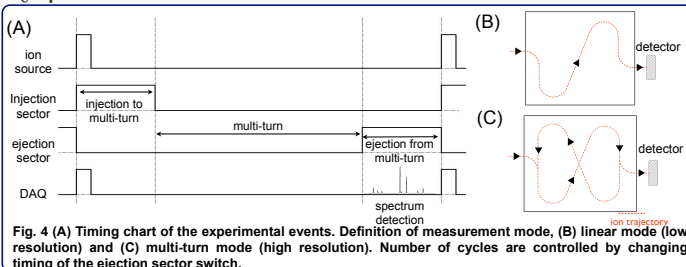 (A)
ion
source
Injection
sector
injection to
multi-turn
multi-turn
ejection
sector
ejection from
multi-turn
DAQ
spectrum
detection
(B)
detector
(C)
detector
ion trajectory
Fig. 4 (A) Timing chart of the experimental events. Definition of measurement mode, (B) linear mode (low
resolution) and (C) multi-turn mode (high resolution). Number of cycles are controlled by changing
timing of the ejection sector switch.